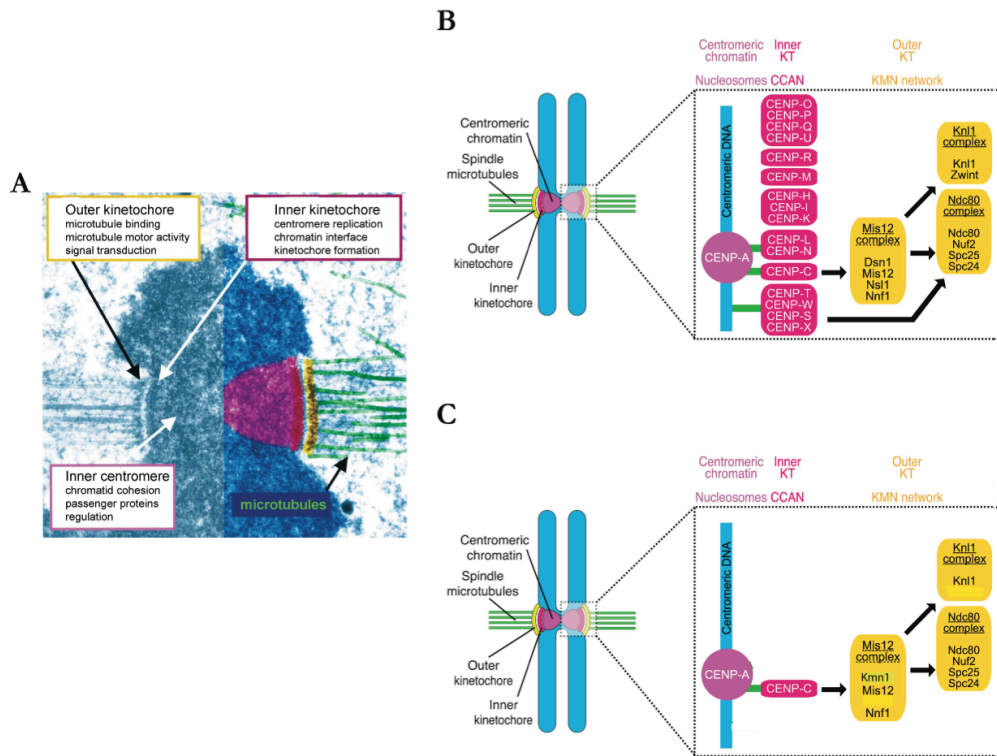 A
Outer kinetochore
microtubule binding
microtubule motor activity
signal transduction
Inner kinetochore
centromere replication
chromatin interface
kinetochore formation
Inner centromere
chromatid cohesion
passenger proteins
regulation
microtubules
B
Centromeric
chromatin
Inner
KT
Outer
KT
Nucleosomes
CCAN
KMN network
Centromeric
chromatin
Spindle
microtubules
Outer
kinetochore
Inner
kinetochore
Centromeric DNA
CENP-A
CENP-O
CENP-P
CENP-Q
CENP-U
CENP-R
CENP-M
CENP-H
CENP-I
CENP-K
CENP-L
CENP-N
CENP-C
CENP-T
CENP-W
CENP-S
CENP-X
Mis12
complex
Dsn1
Mis12
Nsl1
Nnf1
Knl1
complex
Knl1
Zwint
Ndc80
complex
Ndc80
Nuf2
Spc25
Spc24
C
Centromeric
chromatin
Inner
KT
Outer
KT
Nucleosomes
CCAN
KMN network
Centromeric
chromatin
Spindle
microtubules
Outer
kinetochore
Inner
kinetochore
Centromeric DNA
CENP-A
CENP-C
Mis12
complex
Kmn1
Mis12
Nnf1
Knl1
complex
Knl1
Ndc80
complex
Ndc80
Nuf2
Spc25
Spc24